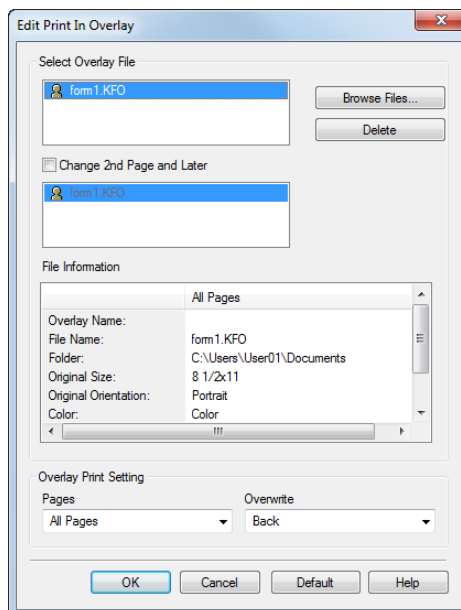 Edit Print In Overlay
Select Overlay File
form1.KFO
Browse Files...
Delete
Change 2nd Page and Later
form1.KFO
File Information
All Pages
Overlay Name:
File Name: form1.KFO
Folder: C:\Users\User01\Documents
Original Size: 8 1/2x11
Original Orientation: Portrait
Color: Color
Overlay Print Setting
Pages Overwrite
All Pages Back
OK Cancel Default Help